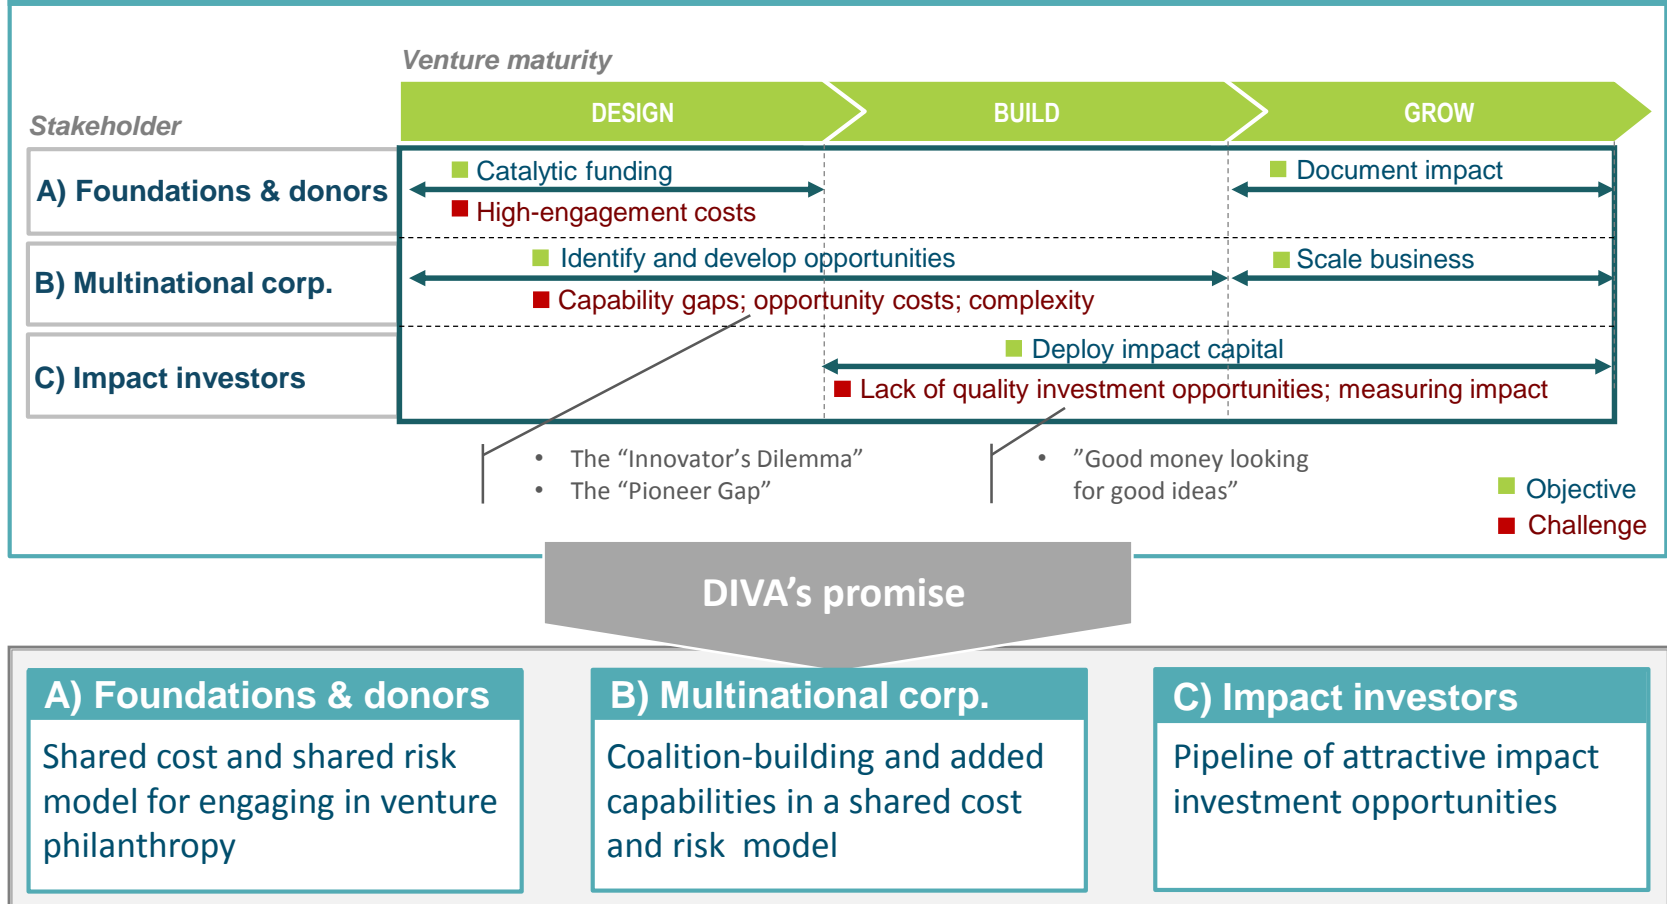 Venture maturity
Stakeholder
DESIGN
BUILD
GROW
A) Foundations & donors
Catalytic funding
High-engagement costs
Document impact
B) Multinational corp.
Identify and develop opportunities
Capability gaps; opportunity costs; complexity
Scale business
C) Impact investors
Deploy impact capital
Lack of quality investment opportunities; measuring impact
• The “Innovator’s Dilemma”
• The “Pioneer Gap”
• ”Good money looking
for good ideas”
Objective
Challenge
DIVA’s promise
A) Foundations & donors
Shared cost and shared risk
model for engaging in venture
philanthropy
B) Multinational corp.
Coalition-building and added
capabilities in a shared cost
and risk model
C) Impact investors
Pipeline of attractive impact
investment opportunities